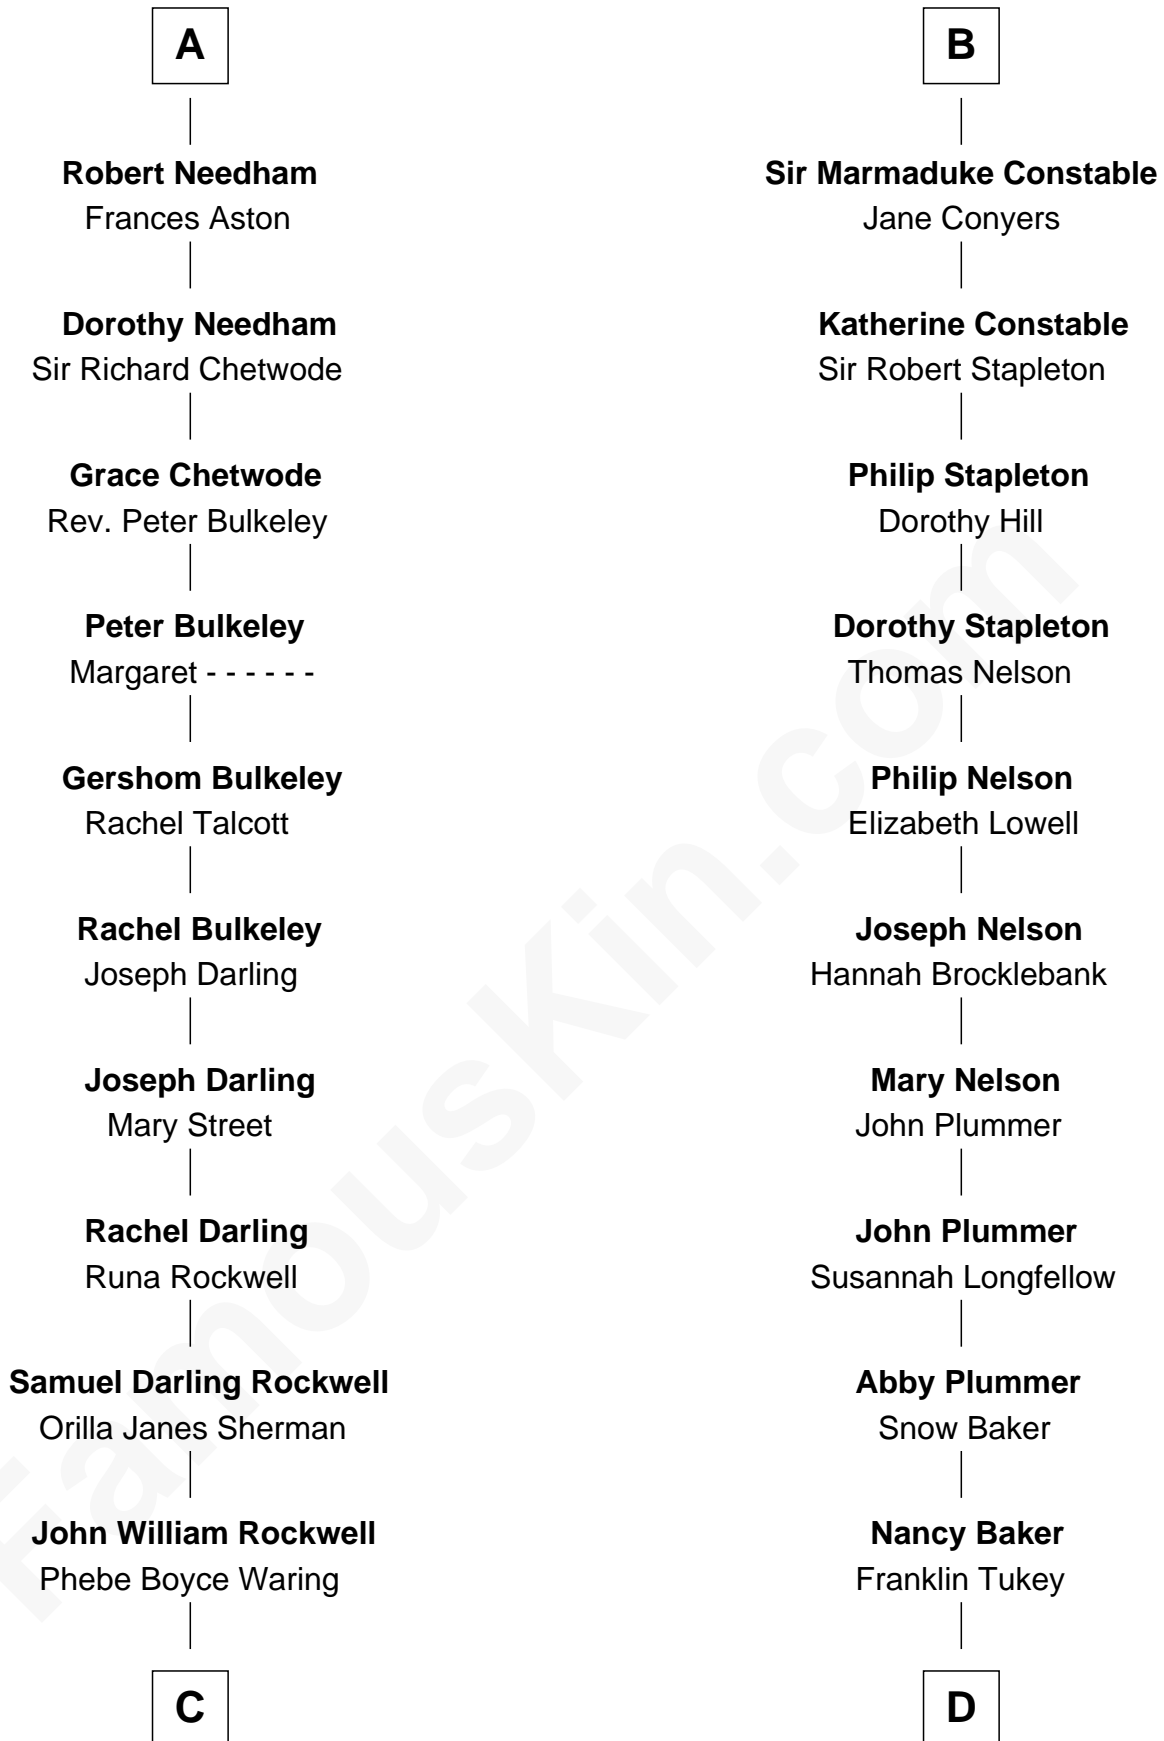 A
Robert Needham
Frances Aston
Dorothy Needham
Sir Richard Chetwode
Grace Chetwode
Rev. Peter Bulkeley
Peter Bulkeley
Margaret - - - - - -
Gershom Bulkeley
Rachel Talcott
Rachel Bulkeley
Joseph Darling
Joseph Darling
Mary Street
Rachel Darling
Runa Rockwell
Samuel Darling Rockwell
Orilla Janes Sherman
John William Rockwell
Phebe Boyce Waring
C
B
Sir Marmaduke Constable
Jane Conyers
Katherine Constable
Sir Robert Stapleton
Philip Stapleton
Dorothy Hill
Dorothy Stapleton
Thomas Nelson
Philip Nelson
Elizabeth Lowell
Joseph Nelson
Hannah Brocklebank
Mary Nelson
John Plummer
John Plummer
Susannah Longfellow
Abby Plummer
Snow Baker
Nancy Baker
Franklin Tukey
D
FamousKin.com